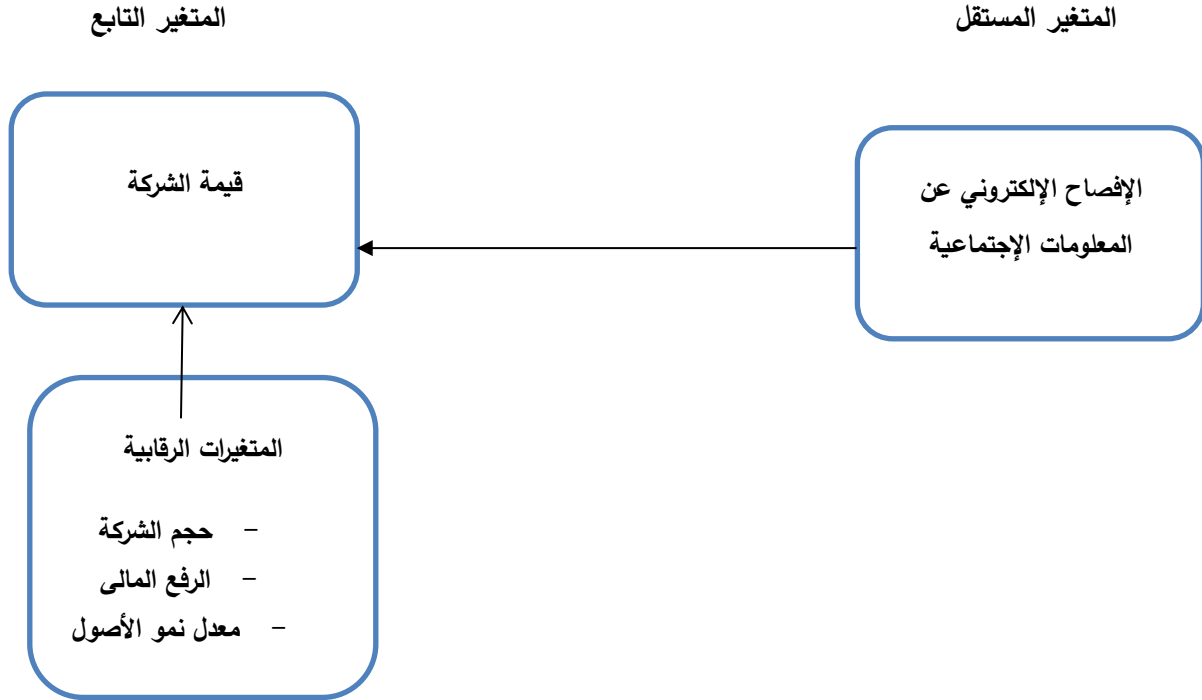 المتغير المستقل
المتغير التابع
الإفصاح الإلكتروني عن
المعلومات الإجتماعية
قيمة الشركة
المتغيرات الرقابية
- حجم الشركة
- الرفع المالى
- معدل نمو الأصول